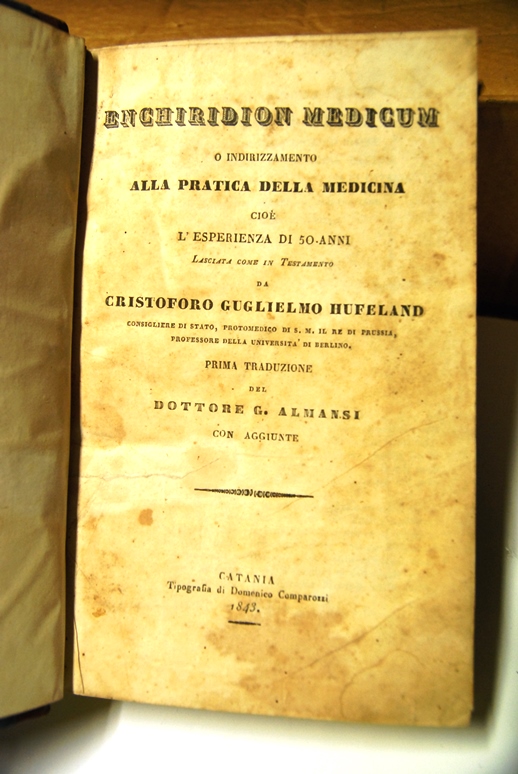 ENCHIRIDION MEDICUM
O INDIRIZZAMENTO
ALLA PRATICA DELLA MEDICINA
CIOÈ
L'ESPERIENZA DI 50-ANNI
LASCIATA COME IN TESTAMENTO
DA
CRISTOFORO GUGLIELMO HUFELAND
CONSIGLIERE DI STATO, PROTOMEDICO DI S. M. IL RE DI PRUSSIA,
PROFESSORE DELLA UNIVERSITA' DI BERLINO.
PRIMA TRADUZIONE
DEL
DOTTORE G. ALMANSI
CON AGGIUNTE
CATANIA
Tipografia di Domenico Comparozzi
1843.